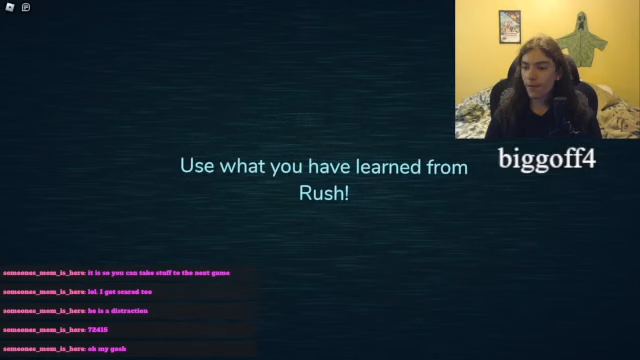 Use what you have learned from
Rush!
biggoff4
someones_mom_is_here: it is so you can take stuff to the next game
someones_mom_is_here: lol. I got scared too
someones_mom_is_here: he is a distraction
someones_mom_is_here: 72415
someones_mom_is_here: oh my gosh